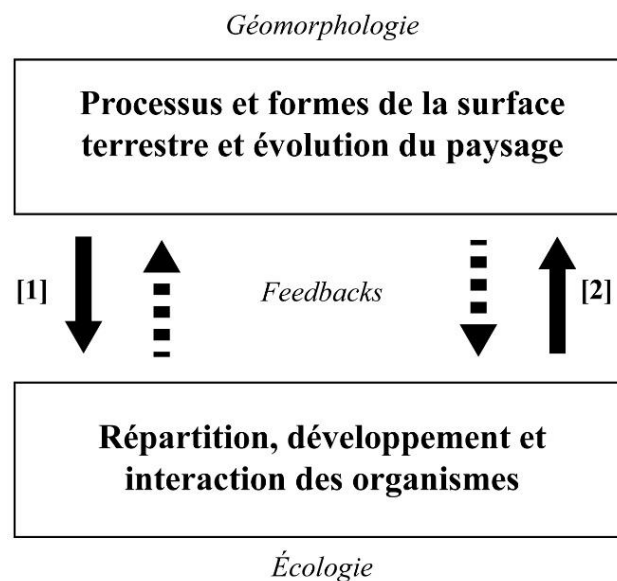 Géomorphologie
Processus et formes de la surface
terrestre et évolution du paysage
[1]
Feedbacks
[2]
Répartition, développement et
interaction des organismes
Écologie